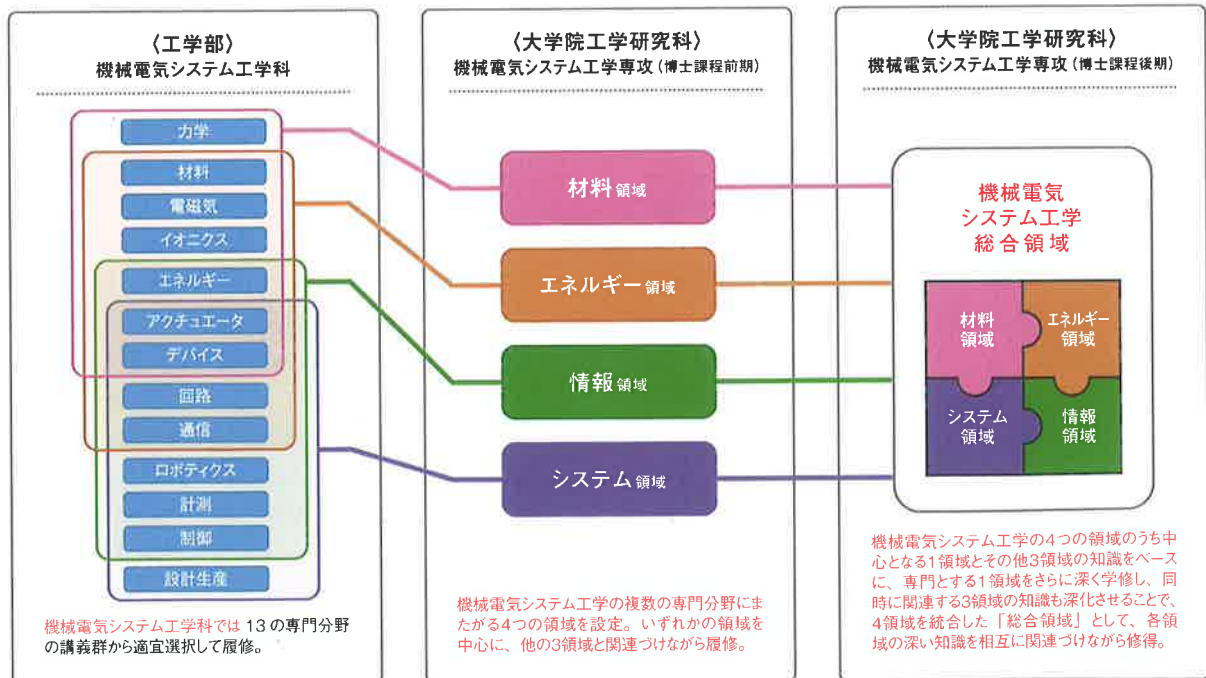 〈工学部〉
機械電気システム工学科
力学
材料
電磁気
イオニクス
エネルギー
アクチュエータ
デバイス
回路
通信
ロボティクス
計測
制御
設計生産
機械電気システム工学科では13の専門分野
の講義群から適宜選択して履修。
〈大学院工学研究科〉
機械電気システム工学専攻(博士課程前期)
材料領域
エネルギー領域
情報領域
システム領域
機械電気システム工学の複数の専門分野にま
たがる4つの領域を設定。いずれかの領域を
中心に、他の3領域と関連づけながら履修。
〈大学院工学研究科〉
機械電気システム工学専攻(博士課程後期)
機械電気
システム工学
総合領域
材料
領域
エネルギー
領域
システム
領域
情報
領域
機械電気システム工学の4つの領域のうち中
心となる1領域とその他3領域の知識をベース
に、専門とする1領域をさらに深く学修し、同
時に関連する3領域の知識も深化させることで、
4領域を統合した「総合領域」として、各領
域の深い知識を相互に関連づけながら修得。